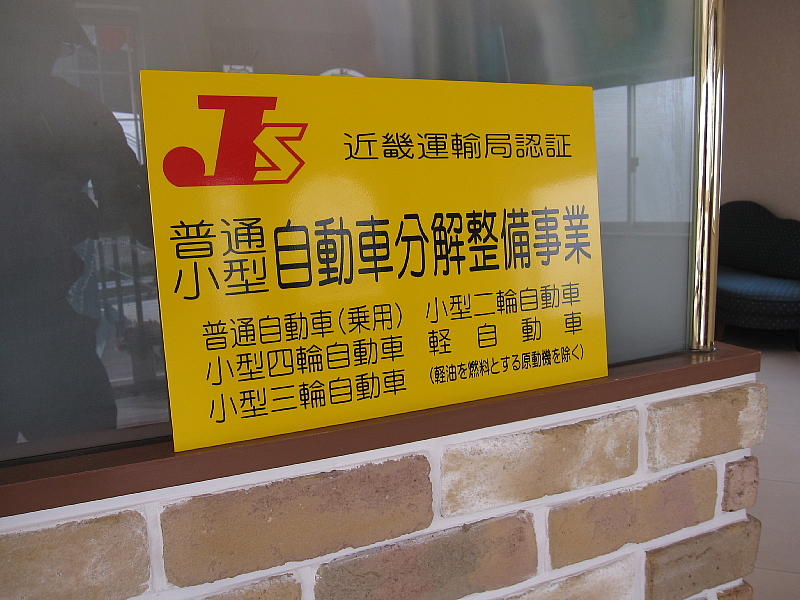 JS
近畿運輸局認証
普通
小型
自動車分解整備事業
普通自動車(乗用)
小型四輪自動車
小型三輪自動車
小型二輪自動車
軽自動車
(軽油を燃料とする原動機を除く)